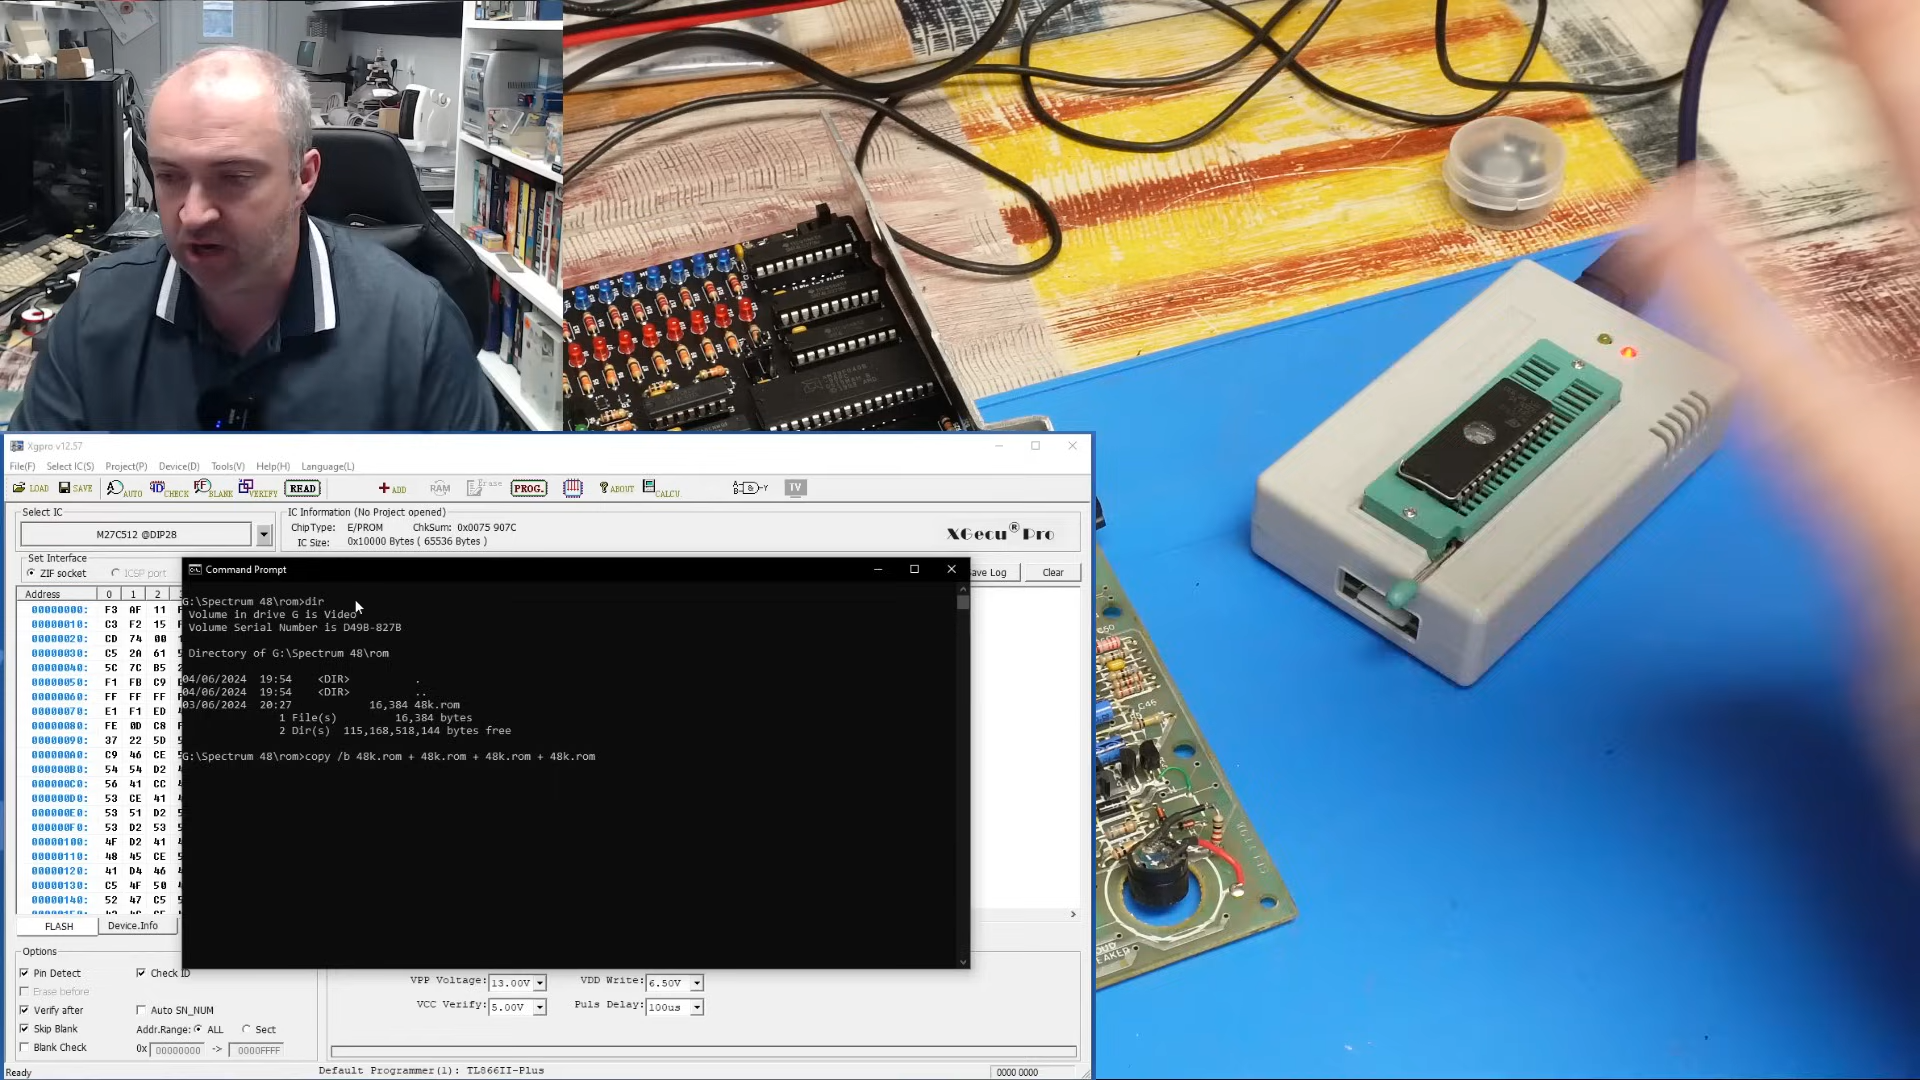 Xgpro v12.57
File(F) Select IC(S) Project(P) Device(D) Tools(V) Help(H) Language(L)
LOAD SAVE AUTO CHECK BLANK VERIFY READ ADD RAM Erase PROG. ABOUT CALCU TV
Select IC
M27C512 @DIP28
IC Information (No Project opened)
ChipType: E/PROM ChkSum: 0x0075 907C
IC Size: 0x10000 Bytes ( 65536 Bytes )
XGecu® Pro
Set Interface
ZIF socket ICSP port
ave Log Clear
Address 0 1 2
00000000: F3 AF 11
00000010: C3 F2 15
00000020: CD 74 00
00000030: C5 2A 61
00000040: 5C 7C B5
00000050: F1 FB C9
00000060: FF FF FF
00000070: E1 F1 ED
00000080: FE 0D C8
00000090: 37 22 5D
000000A0: C9 46 CE
000000B0: 54 54 D2
000000C0: 56 41 CC
000000D0: 53 CE 41
000000E0: 53 51 D2
000000F0: 53 D2 53
00000100: 4F D2 41
00000110: 48 45 CE
00000120: 41 D4 46
00000130: C5 4F 50
00000140: 52 47 C5
Command Prompt
G:\Spectrum 48\rom>dir
Volume in drive G is Video
Volume Serial Number is D49B-827B
Directory of G:\Spectrum 48\rom
04/06/2024 19:54 <DIR> .
04/06/2024 19:54 <DIR> ..
03/06/2024 20:27 16,384 48k.rom
1 File(s) 16,384 bytes
2 Dir(s) 115,168,518,144 bytes free
G:\Spectrum 48\rom>copy /b 48k.rom + 48k.rom + 48k.rom + 48k.rom
FLASH Device.Info
Options
Pin Detect Check ID
Erase before
Verify after Auto SN_NUM
Skip Blank Addr.Range: ALL Sect
Blank Check 0x 00000000 -> 0000FFFF
VPP Voltage: 13.00V VDD Write: 6.50V
VCC Verify: 5.00V Puls Delay: 100us
Ready
Default Programmer(1): TL866II-Plus
0000 0000
C46